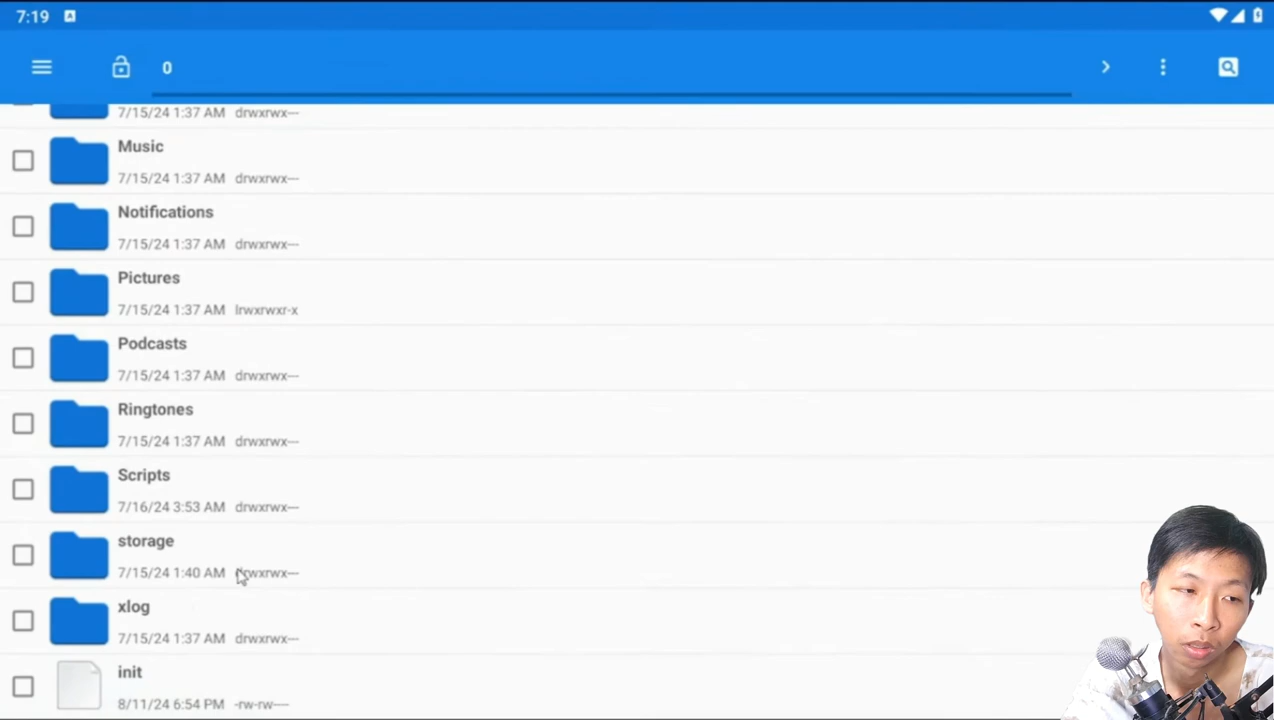 7:19
0
7/15/24 1:37 AM drwxrwx---
Music
7/15/24 1:37 AM drwxrwx---
Notifications
7/15/24 1:37 AM drwxrwx---
Pictures
7/15/24 1:37 AM lrwxrwxr-x
Podcasts
7/15/24 1:37 AM drwxrwx---
Ringtones
7/15/24 1:37 AM drwxrwx---
Scripts
7/16/24 3:53 AM drwxrwx---
storage
7/15/24 1:40 AM drwxrwx---
xlog
7/15/24 1:37 AM drwxrwx---
init
8/11/24 6:54 PM -rw-rw----